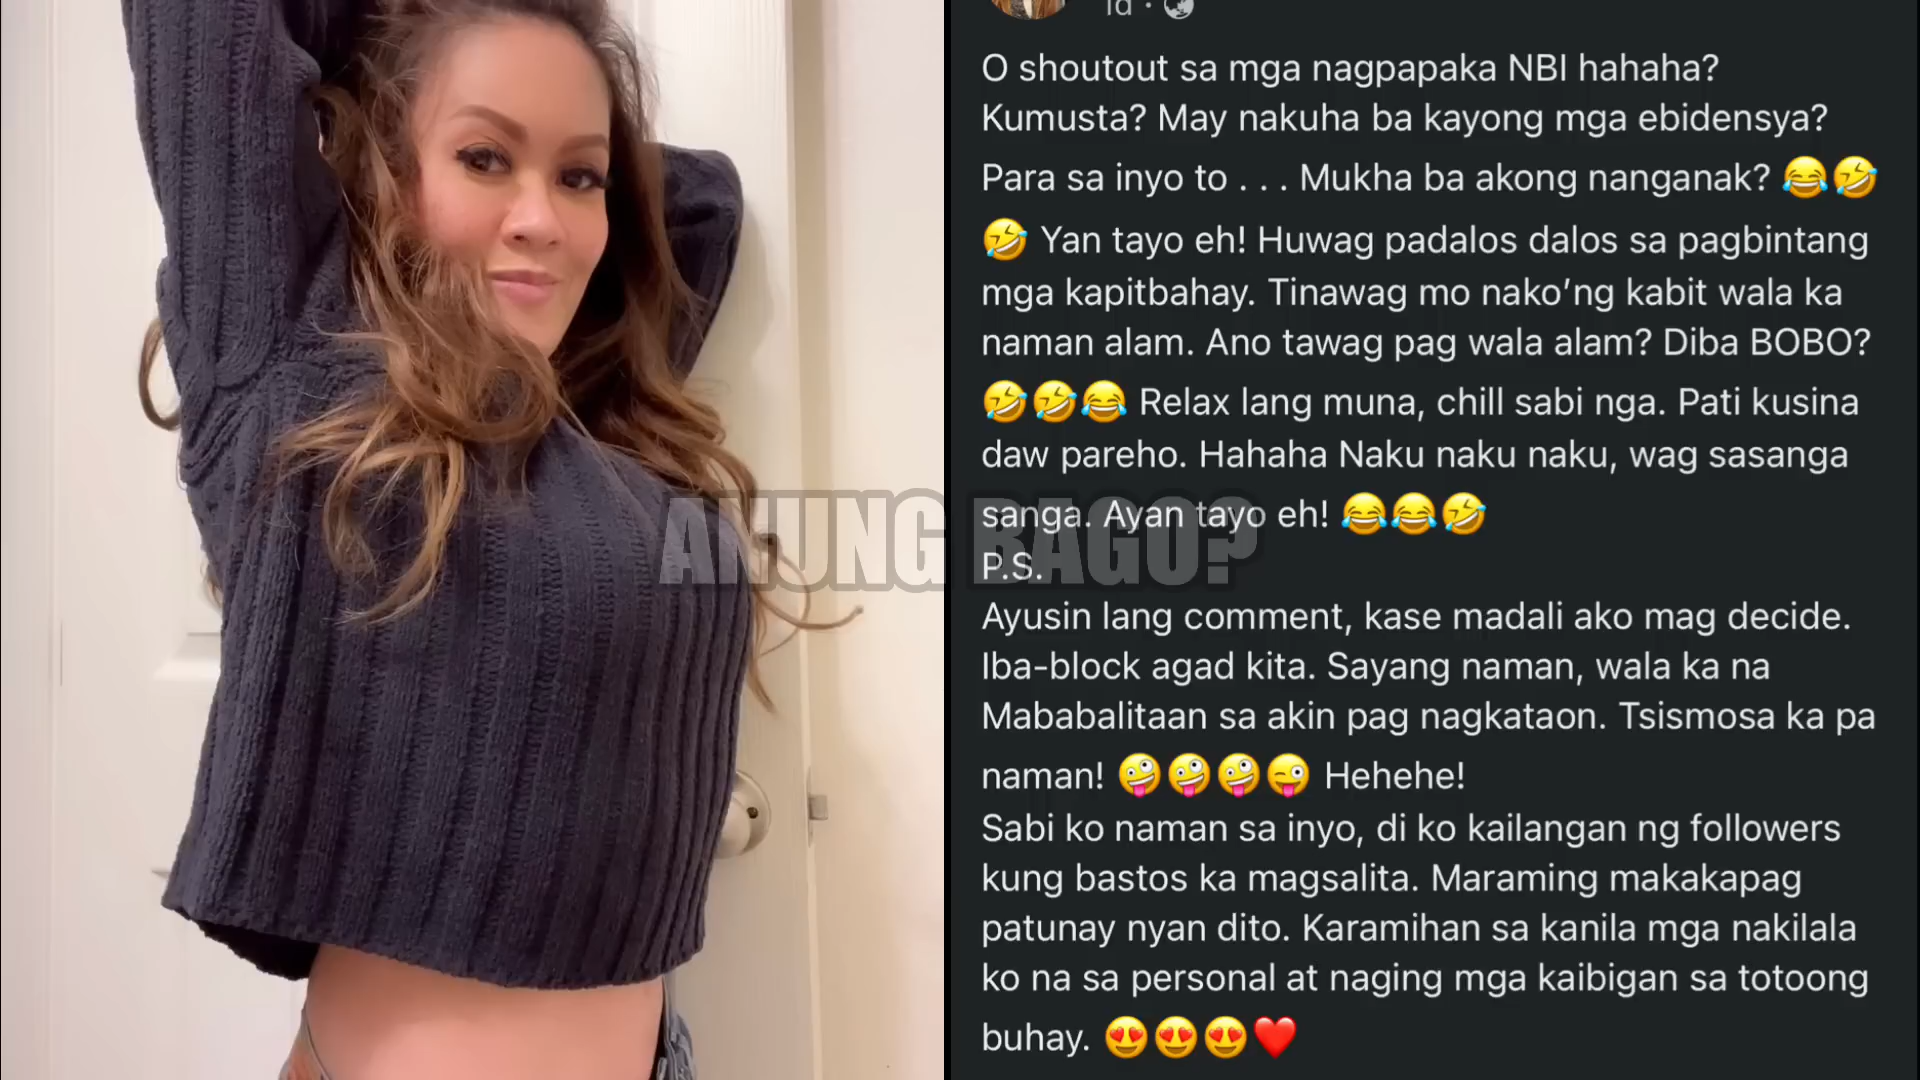 1d ·
O shoutout sa mga nagpapaka NBI hahaha?
Kumusta? May nakuha ba kayong mga ebidensya?
Para sa inyo to . . . Mukha ba akong nanganak? 😂🤣
🤣 Yan tayo eh! Huwag padalos dalos sa pagbintang
mga kapitbahay. Tinawag mo nako’ng kabit wala ka
naman alam. Ano tawag pag wala alam? Diba BOBO?
🤣🤣😂 Relax lang muna, chill sabi nga. Pati kusina
daw pareho. Hahaha Naku naku naku, wag sasanga
sanga. Ayan tayo eh! 😂😂🤣
ANUNG BAGO?
P.S.
Ayusin lang comment, kase madali ako mag decide.
Iba-block agad kita. Sayang naman, wala ka na
Mababalitaan sa akin pag nagkataon. Tsismosa ka pa
naman! 🤪🤪🤪😜 Hehehe!
Sabi ko naman sa inyo, di ko kailangan ng followers
kung bastos ka magsalita. Maraming makakapag
patunay nyan dito. Karamihan sa kanila mga nakilala
ko na sa personal at naging mga kaibigan sa totoong
buhay. 😍😍😍❤️